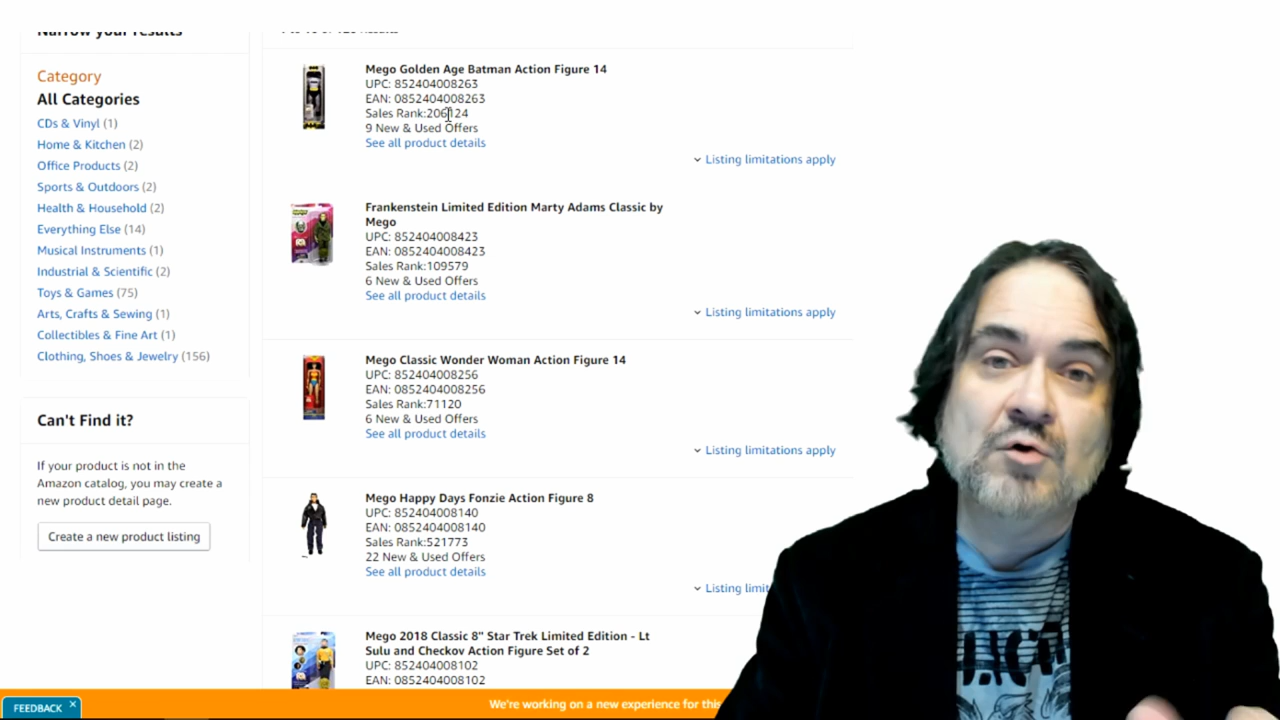 Narrow your results
Category
All Categories
CDs & Vinyl (1)
Home & Kitchen (2)
Office Products (2)
Sports & Outdoors (2)
Health & Household (2)
Everything Else (14)
Musical Instruments (1)
Industrial & Scientific (2)
Toys & Games (75)
Arts, Crafts & Sewing (1)
Collectibles & Fine Art (1)
Clothing, Shoes & Jewelry (156)
Can't Find it?
If your product is not in the
Amazon catalog, you may create a
new product detail page.
Create a new product listing
Mego Golden Age Batman Action Figure 14
UPC: 852404008263
EAN: 0852404008263
Sales Rank:206124
9 New & Used Offers
See all product details
Listing limitations apply
Frankenstein Limited Edition Marty Adams Classic by
Mego
UPC: 852404008423
EAN: 0852404008423
Sales Rank:109579
6 New & Used Offers
See all product details
Listing limitations apply
Mego Classic Wonder Woman Action Figure 14
UPC: 852404008256
EAN: 0852404008256
Sales Rank:71120
6 New & Used Offers
See all product details
Listing limitations apply
Mego Happy Days Fonzie Action Figure 8
UPC: 852404008140
EAN: 0852404008140
Sales Rank:521773
22 New & Used Offers
See all product details
Listing limit
Mego 2018 Classic 8" Star Trek Limited Edition - Lt
Sulu and Checkov Action Figure Set of 2
UPC: 852404008102
EAN: 0852404008102
We're working on a new experience for this
FEEDBACK